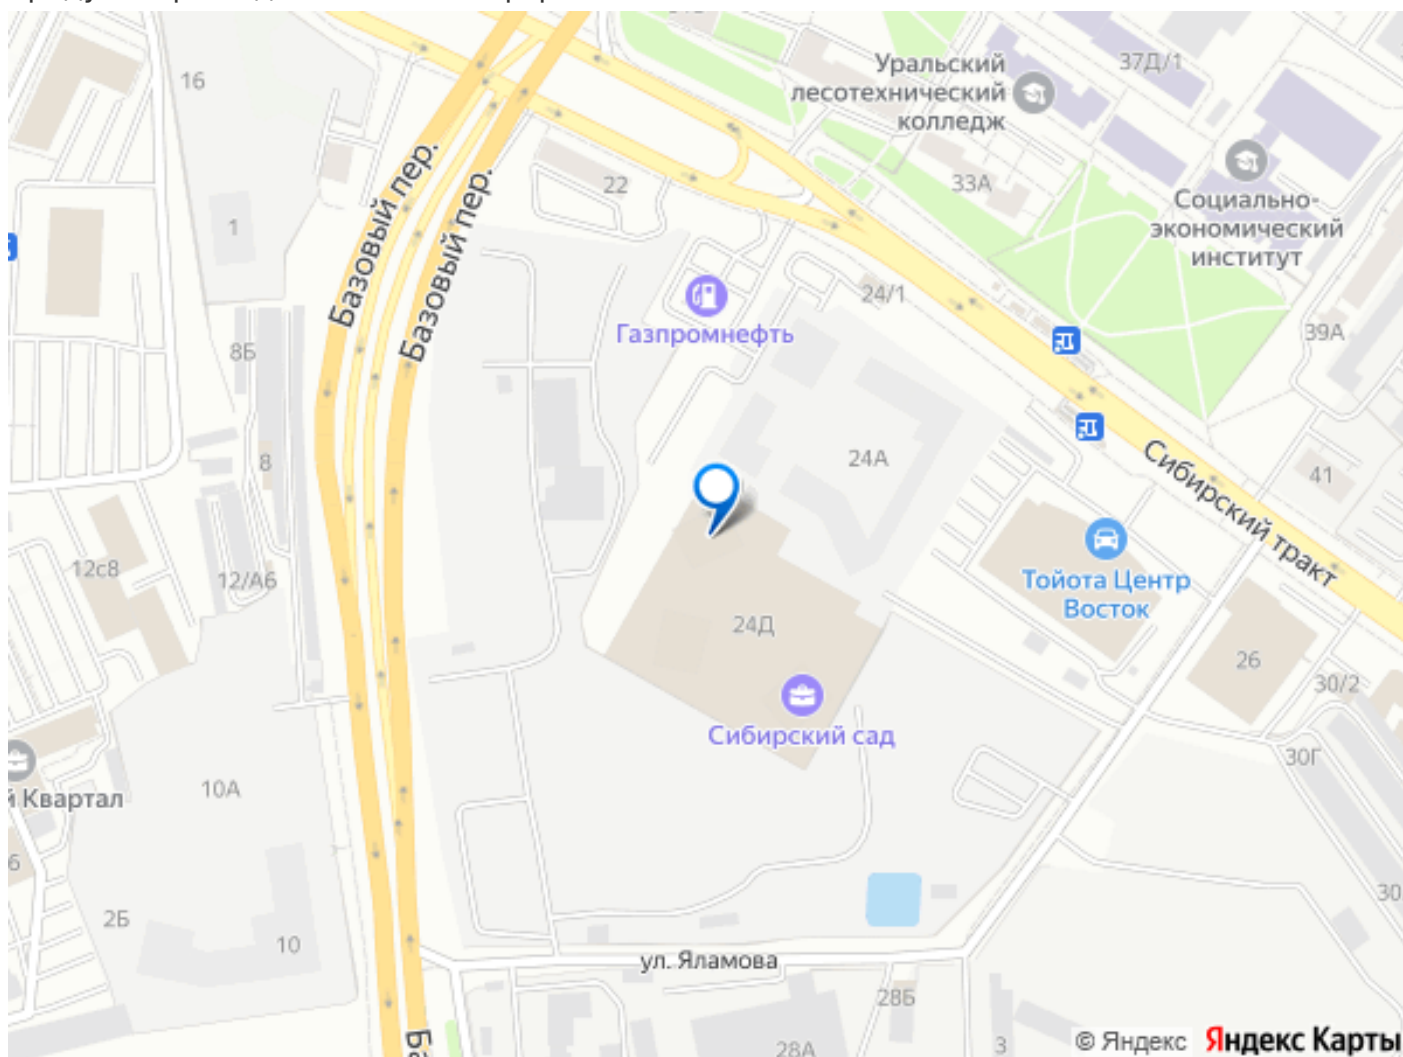 16
37Д/1
Уральский
лесотехнический
колледж
33А
22
Социально-
экономический
институт
1
Базовый пер.
Базовый пер.
24/1
Газпромнефть
39А
8Б
8
24А
41
Сибирский тракт
12с8
12/А6
Тойота Центр
Восток
24Д
26
30/2
Сибирский сад
30Г
й Квартал
10А
6
2Б
10
30
ул. Яламова
28Б
28А
3
Ба
© Яндекс Яндекс Карты